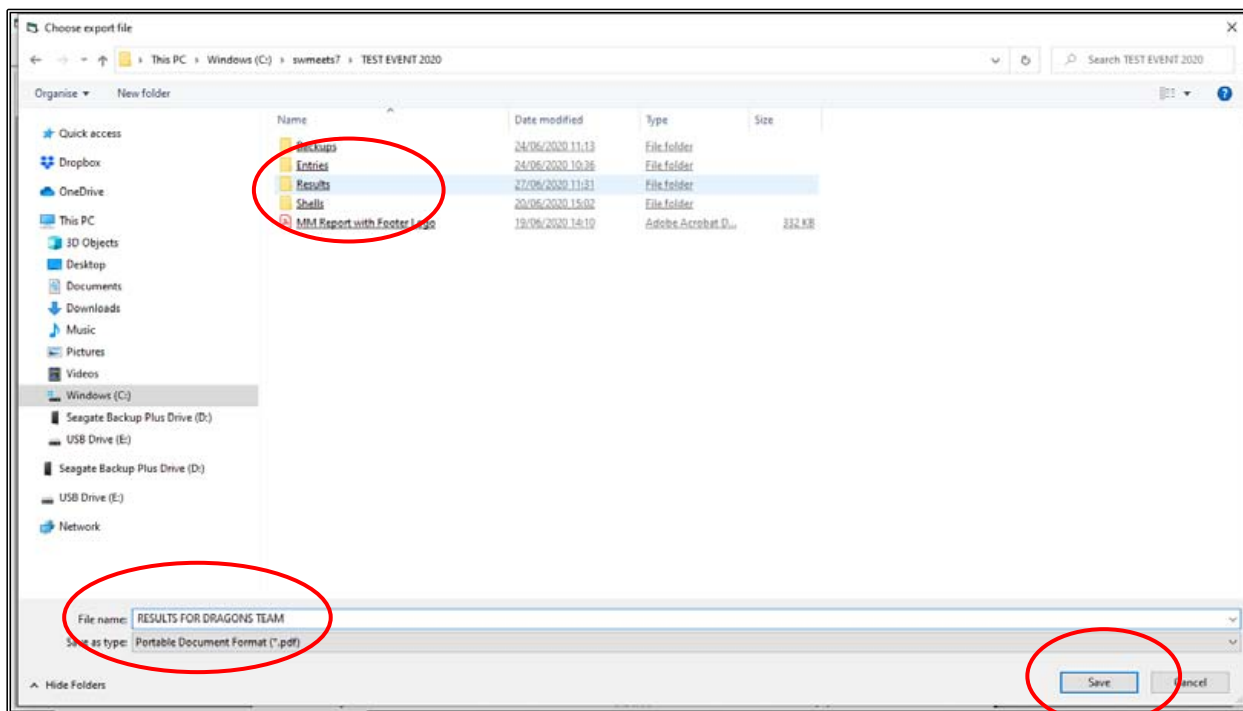 Choose export file
This PC › Windows (C:) › swmeets7 › TEST EVENT 2020
Search TEST EVENT 2020
Organise New folder
Name Date modified Type Size
Quick access
Dropbox
OneDrive
This PC
3D Objects
Desktop
Documents
Downloads
Music
Pictures
Videos
Windows (C:)
Seagate Backup Plus Drive (D:)
USB Drive (E:)
Seagate Backup Plus Drive (D:)
USB Drive (E:)
Network
Backups 24/06/2020 11:13 File folder
Entries 24/06/2020 10:36 File folder
Results 27/06/2020 11:31 File folder
Shells 20/06/2020 15:02 File folder
MM Report with Footer Logo 19/06/2020 14:10 Adobe Acrobat D... 332 KB
File name: RESULTS FOR DRAGONS TEAM
Save as type: Portable Document Format (*.pdf)
Hide Folders
Save Cancel